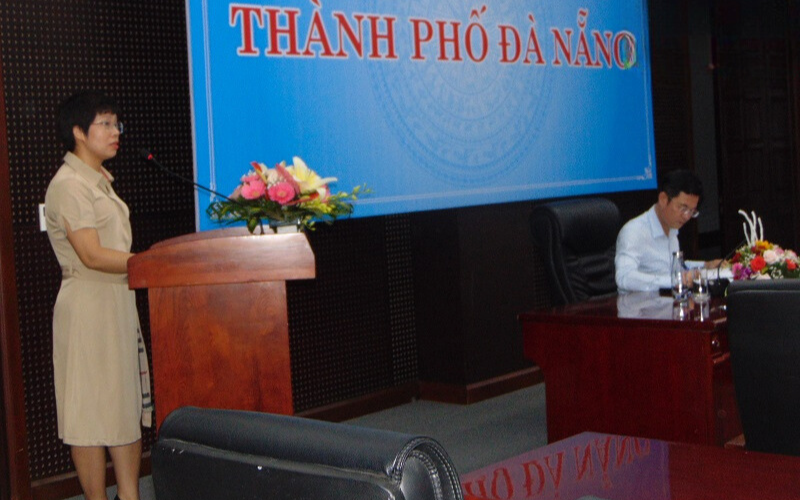 THÀNH PHỐ ĐÀ NẴNG